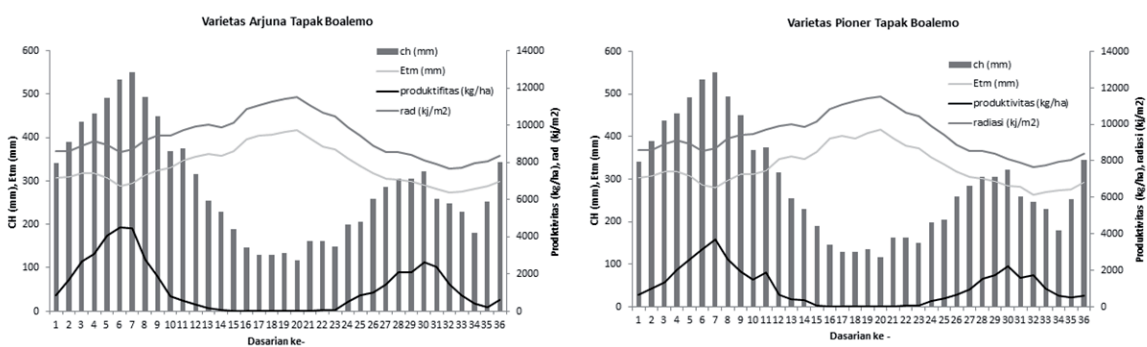 Varietas Arjuna Tapak Boalemo
600
500
400
300
200
100
0
CH (mm), Etm (mm)
ch (mm)
Etm (mm)
produktifitas (kg/ha)
rad (kj/m2)
14000
12000
10000
8000
6000
4000
2000
0
Prodktivitas (kg/ha), rad (kj/m2)
1 2 3 4 5 6 7 8 9 10 11 12 13 14 15 16 17 18 19 20 21 22 23 24 25 26 27 28 29 30 31 32 33 34 35 36
Dasarian ke-
Varietas Pioner Tapak Boalemo
600
500
400
300
200
100
0
CH (mm), Etm (mm)
ch (mm)
Etm (mm)
produktivitas (kg/ha)
radiasi (kj/m2)
14000
12000
10000
8000
6000
4000
2000
0
Prodktivitas (kg/ha), radiasi (kj/m2)
1 2 3 4 5 6 7 8 9 10 11 12 13 14 15 16 17 18 19 20 21 22 23 24 25 26 27 28 29 30 31 32 33 34 35 36
Dasarian ke -